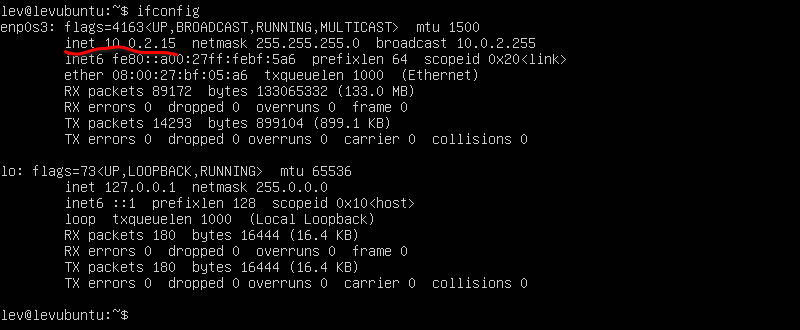 lev@levubuntu:~$ ifconfig
enp0s3: flags=4163<UP,BROADCAST,RUNNING,MULTICAST>  mtu 1500
        inet 10.0.2.15  netmask 255.255.255.0  broadcast 10.0.2.255
        inet6 fe80::a00:27ff:febf:5a6  prefixlen 64  scopeid 0x20<link>
        ether 08:00:27:bf:05:a6  txqueuelen 1000  (Ethernet)
        RX packets 89172  bytes 133065332 (133.0 MB)
        RX errors 0  dropped 0  overruns 0  frame 0
        TX packets 14293  bytes 899104 (899.1 KB)
        TX errors 0  dropped 0 overruns 0  carrier 0  collisions 0

lo: flags=73<UP,LOOPBACK,RUNNING>  mtu 65536
        inet 127.0.0.1  netmask 255.0.0.0
        inet6 ::1  prefixlen 128  scopeid 0x10<host>
        loop  txqueuelen 1000  (Local Loopback)
        RX packets 180  bytes 16444 (16.4 KB)
        RX errors 0  dropped 0  overruns 0  frame 0
        TX packets 180  bytes 16444 (16.4 KB)
        TX errors 0  dropped 0 overruns 0  carrier 0  collisions 0

lev@levubuntu:~$